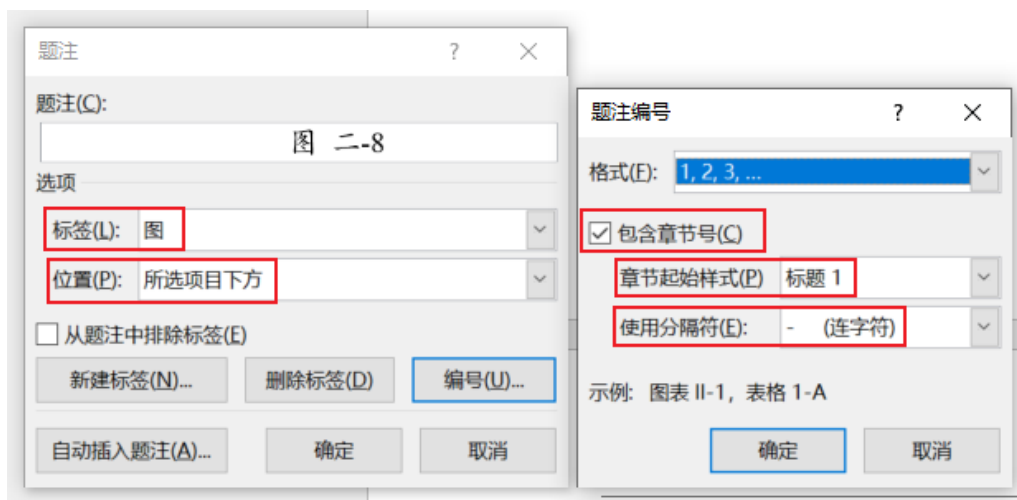 题注
题注(C):
图 二-8
选项
标签(L): 图
位置(P): 所选项目下方
从题注中排除标签(E)
新建标签(N)... 删除标签(D) 编号(U)...
自动插入题注(A)... 确定 取消
题注编号
格式(F): 1, 2, 3, ...
包含章节号(C)
章节起始样式(P) 标题 1
使用分隔符(E): - (连字符)
示例: 图表 II-1, 表格 1-A
确定 取消